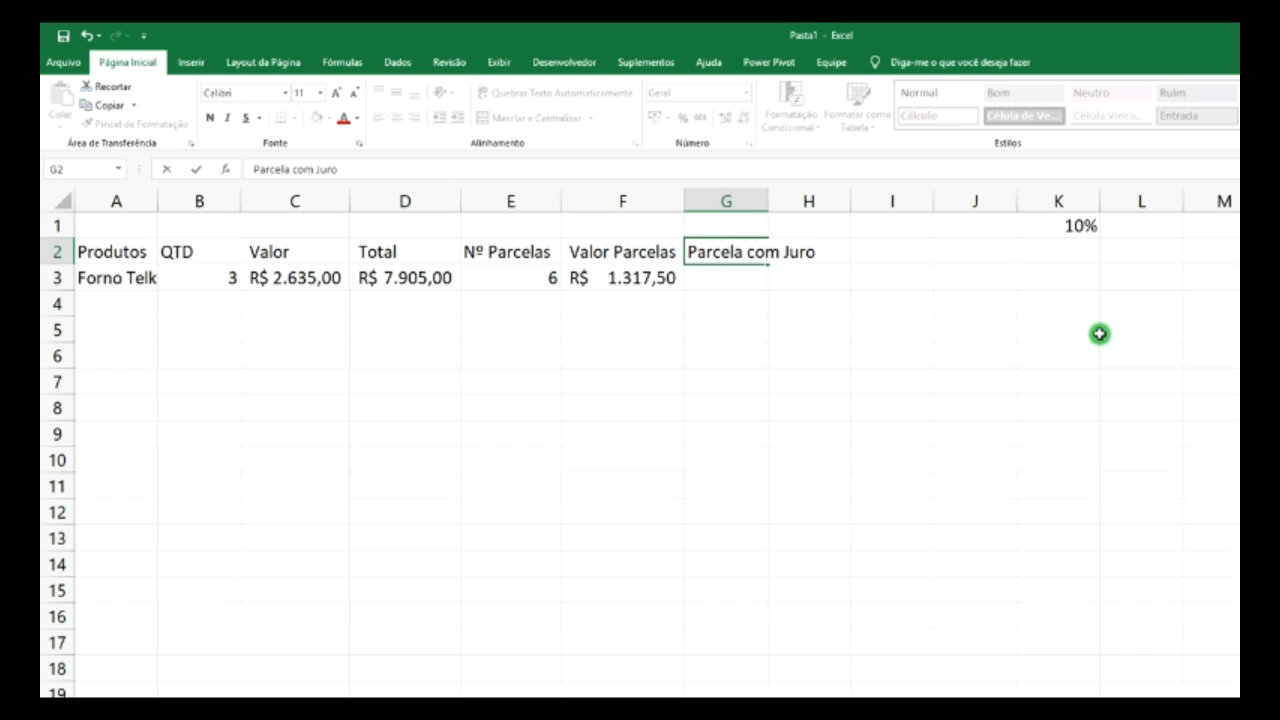 Pasta1 - Excel
Arquivo Página Inicial Inserir Layout da Página Fórmulas Dados Revisão Exibir Desenvolvedor Suplementos Ajuda Power Pivot Equipe Diga-me o que você deseja fazer
Colar
Recortar
Copiar
Pincel de Formatação
Área de Transferência
Calibri 11
N I S
Fonte
Quebrar Texto Automaticamente
Mesclar e Centralizar
Alinhamento
Geral
% 000
Número
Formatação Condicional
Formatar como Tabela
Normal Bom Neutro Ruim
Cálculo Célula de Ve... Célula Vincu... Entrada
Estilos
G2 fx Parcela com Juro
A B C D E F G H I J K L M
1 10%
2 Produtos QTD Valor Total Nº Parcelas Valor Parcelas Parcela com Juro
3 Forno Telk 3 R$ 2.635,00 R$ 7.905,00 6 R$ 1.317,50
4
5
6
7
8
9
10
11
12
13
14
15
16
17
18
19